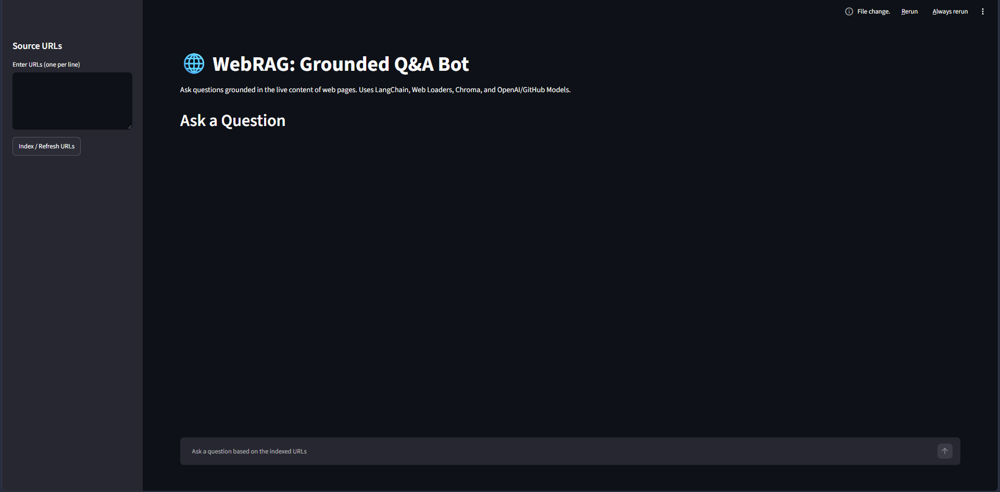 File change. Rerun Always rerun
Source URLs
Enter URLs (one per line)
Index / Refresh URLs
WebRAG: Grounded Q&A Bot
Ask questions grounded in the live content of web pages. Uses LangChain, Web Loaders, Chroma, and OpenAI/GitHub Models.
Ask a Question
Ask a question based on the indexed URLs